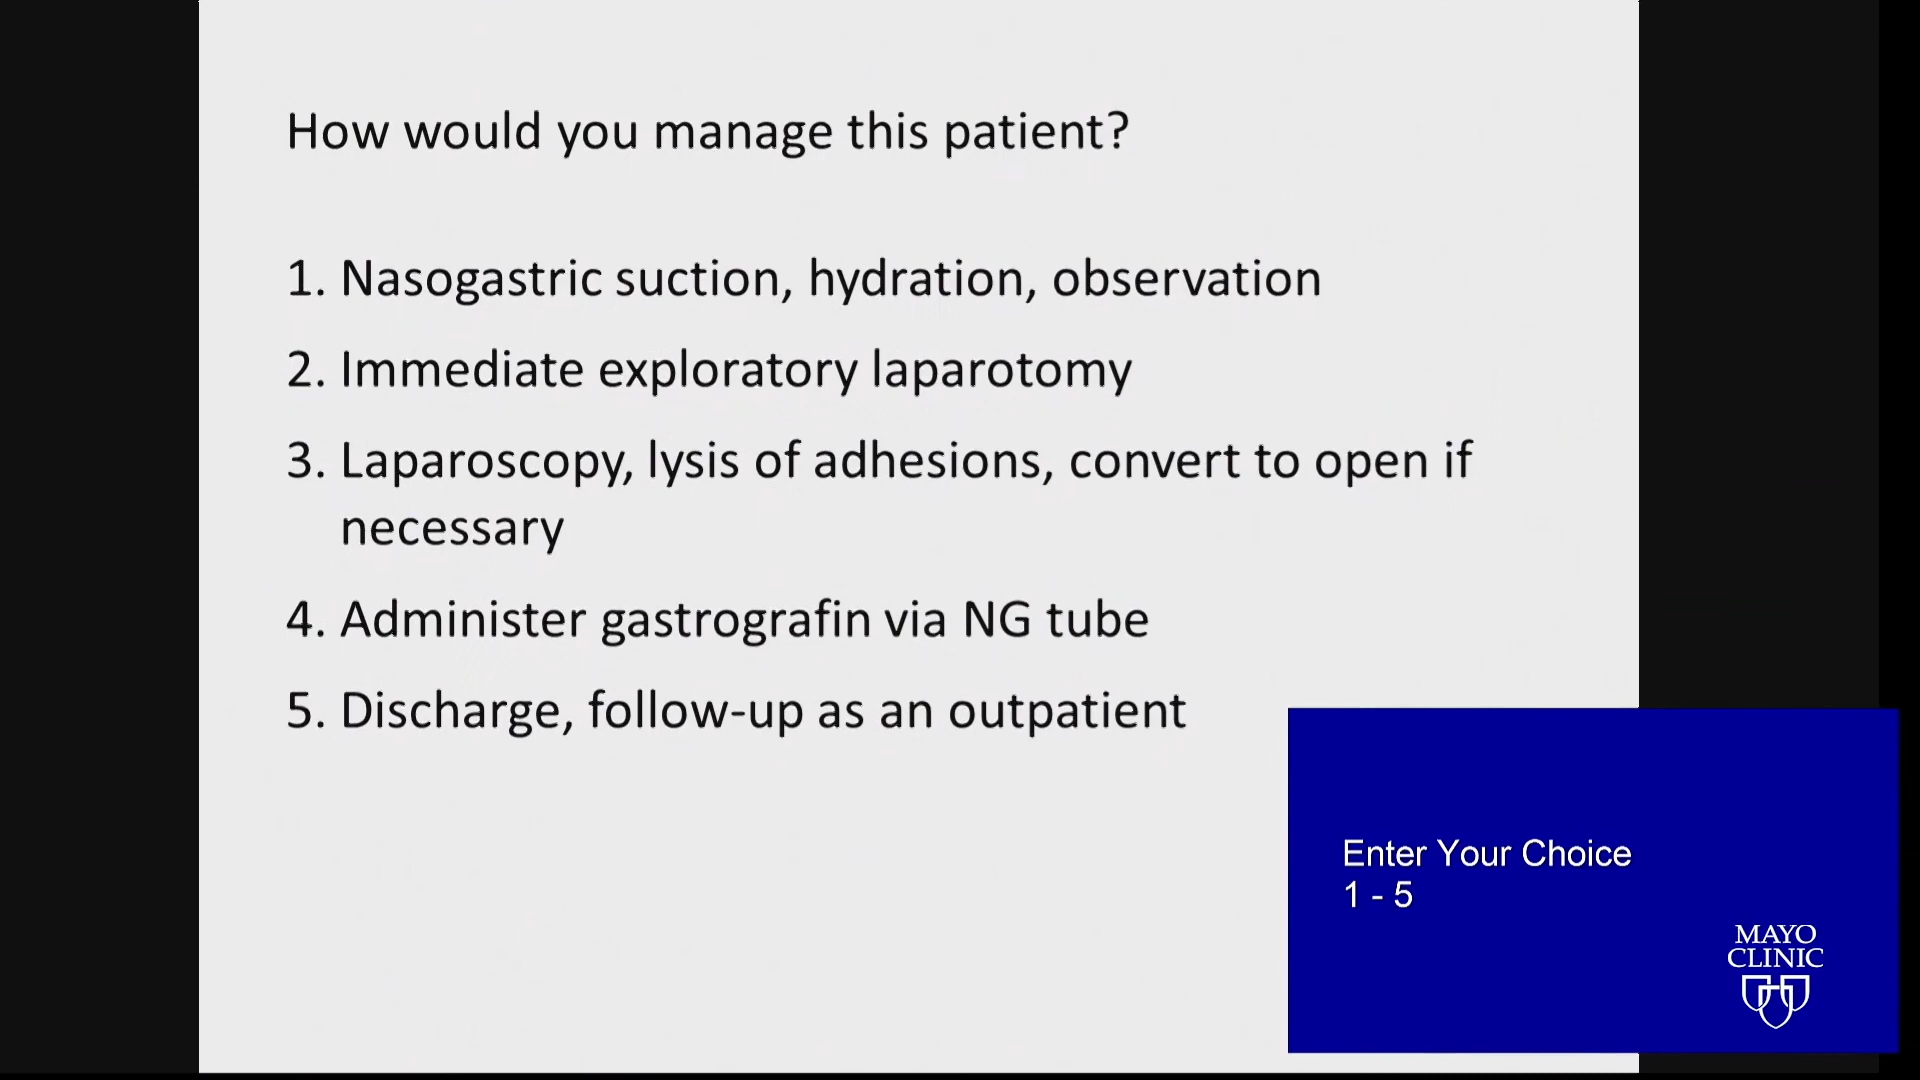 How would you manage this patient?
1. Nasogastric suction, hydration, observation
2. Immediate exploratory laparotomy
3. Laparoscopy, lysis of adhesions, convert to open if
necessary
4. Administer gastrografin via NG tube
5. Discharge, follow-up as an outpatient
Enter Your Choice
1 - 5
MAYO
CLINIC